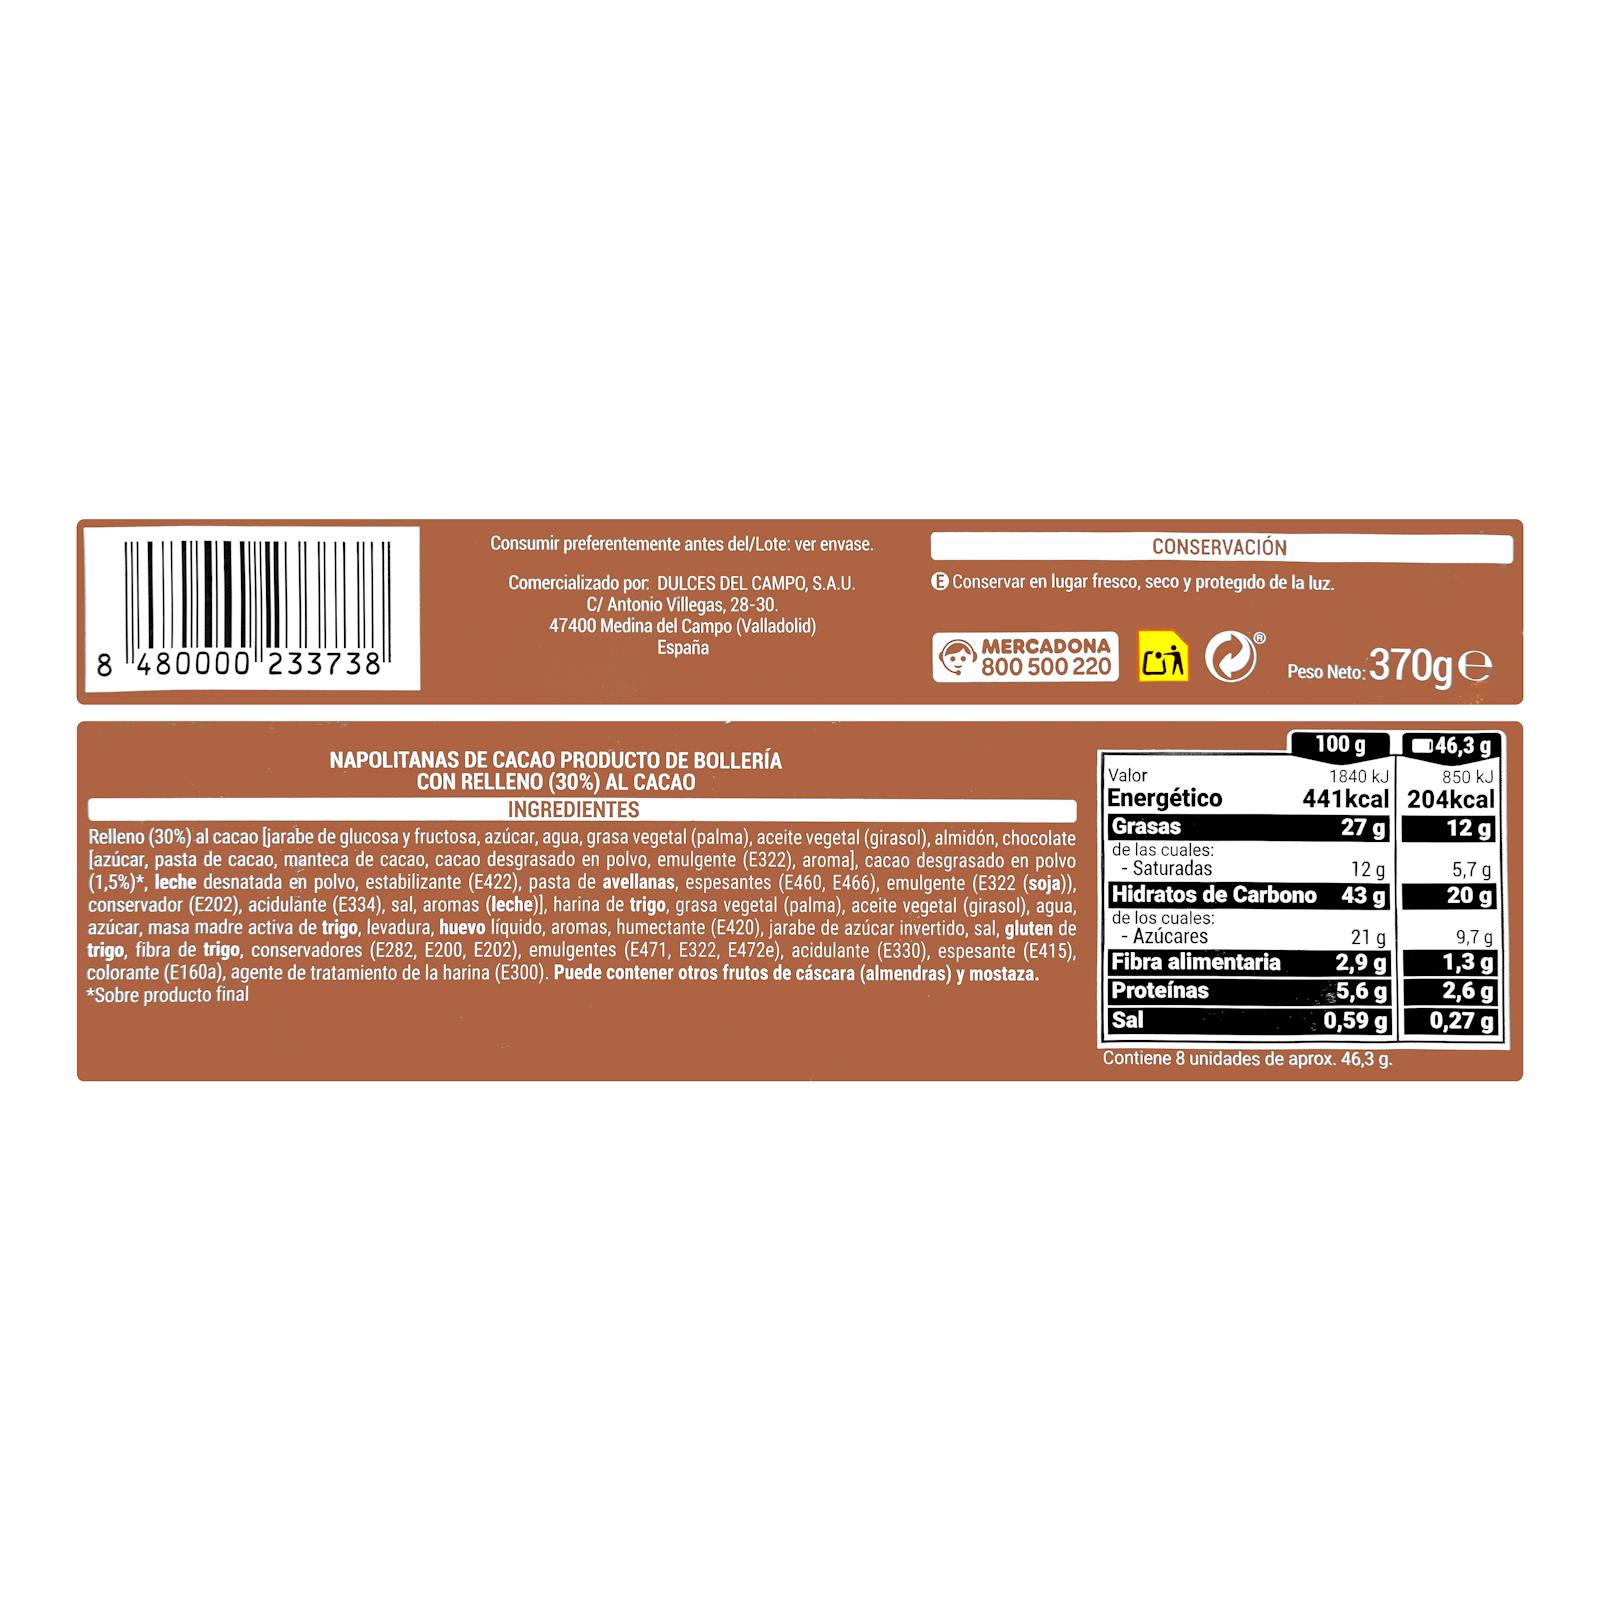 8 480000 233738
Consumir preferentemente antes del/Lote: ver envase.
Comercializado por: DULCES DEL CAMPO, S.A.U.
C/ Antonio Villegas, 28-30.
47400 Medina del Campo (Valladolid)
España
CONSERVACIÓN
E Conservar en lugar fresco, seco y protegido de la luz.
MERCADONA
800 500 220
®
Peso Neto: 370g e
NAPOLITANAS DE CACAO PRODUCTO DE BOLLERÍA
CON RELLENO (30%) AL CACAO
INGREDIENTES
Relleno (30%) al cacao [jarabe de glucosa y fructosa, azúcar, agua, grasa vegetal (palma), aceite vegetal (girasol), almidón, chocolate
[azúcar, pasta de cacao, manteca de cacao, cacao desgrasado en polvo, emulgente (E322), aroma], cacao desgrasado en polvo
(1,5%)*, leche desnatada en polvo, estabilizante (E422), pasta de avellanas, espesantes (E460, E466), emulgente (E322 (soja)),
conservador (E202), acidulante (E334), sal, aromas (leche)], harina de trigo, grasa vegetal (palma), aceite vegetal (girasol), agua,
azúcar, masa madre activa de trigo, levadura, huevo líquido, aromas, humectante (E420), jarabe de azúcar invertido, sal, gluten de
trigo, fibra de trigo, conservadores (E282, E200, E202), emulgentes (E471, E322, E472e), acidulante (E330), espesante (E415),
colorante (E160a), agente de tratamiento de la harina (E300). Puede contener otros frutos de cáscara (almendras) y mostaza.
*Sobre producto final
100 g 46,3 g
Valor 1840 kJ 850 kJ
Energético 441kcal 204kcal
Grasas 27 g 12 g
de las cuales:
- Saturadas 12 g 5,7 g
Hidratos de Carbono 43 g 20 g
de los cuales:
- Azúcares 21 g 9,7 g
Fibra alimentaria 2,9 g 1,3 g
Proteínas 5,6 g 2,6 g
Sal 0,59 g 0,27 g
Contiene 8 unidades de aprox. 46,3 g.